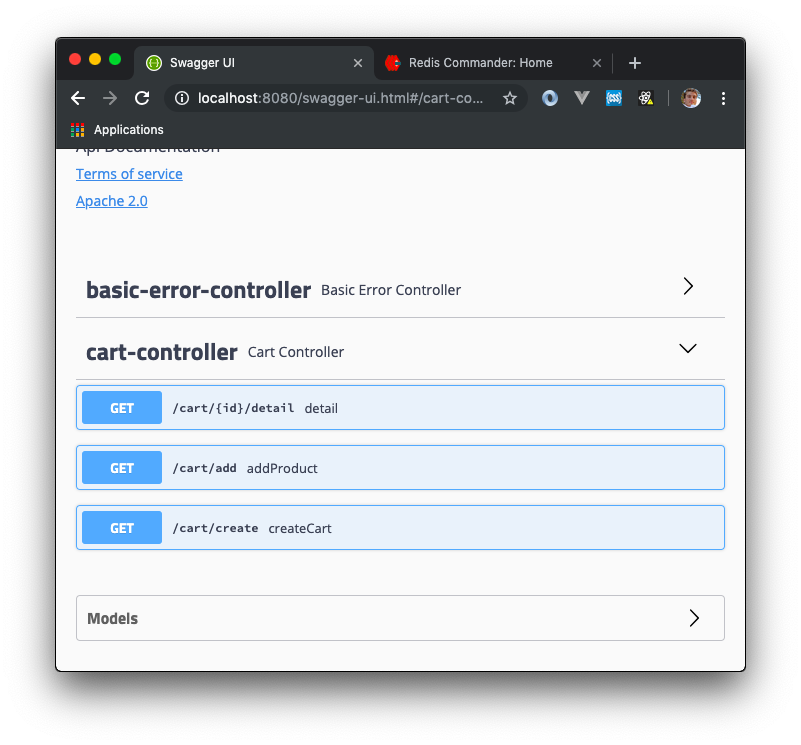 Swagger UI
Redis Commander: Home
localhost:8080/swagger-ui.html#/cart-co...
Applications
Api Documentation
Terms of service
Apache 2.0
basic-error-controller Basic Error Controller
cart-controller Cart Controller
GET /cart/{id}/detail detail
GET /cart/add addProduct
GET /cart/create createCart
Models